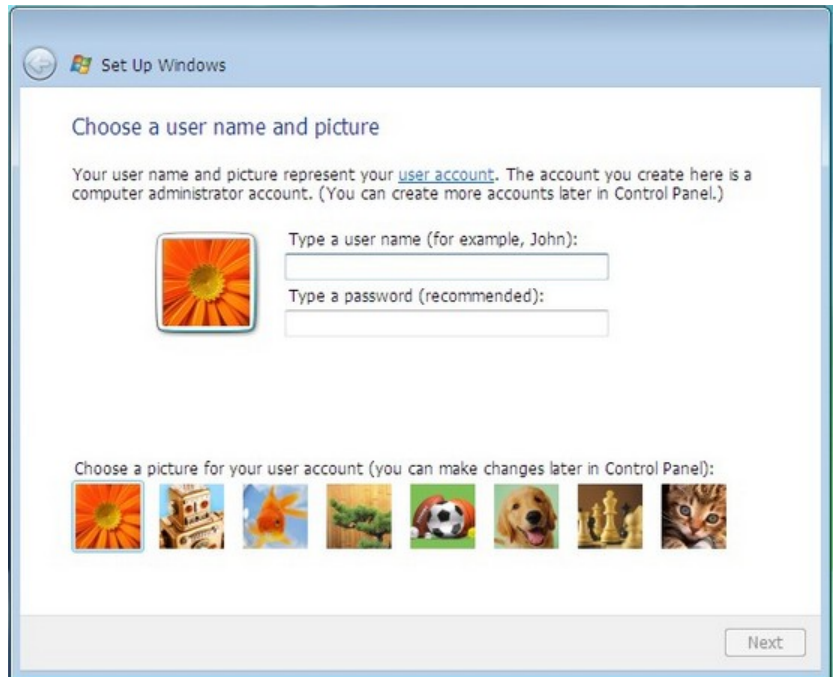 Set Up Windows
Choose a user name and picture
Your user name and picture represent your user account. The account you create here is a
computer administrator account. (You can create more accounts later in Control Panel.)
Type a user name (for example, John):
Type a password (recommended):
Choose a picture for your user account (you can make changes later in Control Panel):
Next